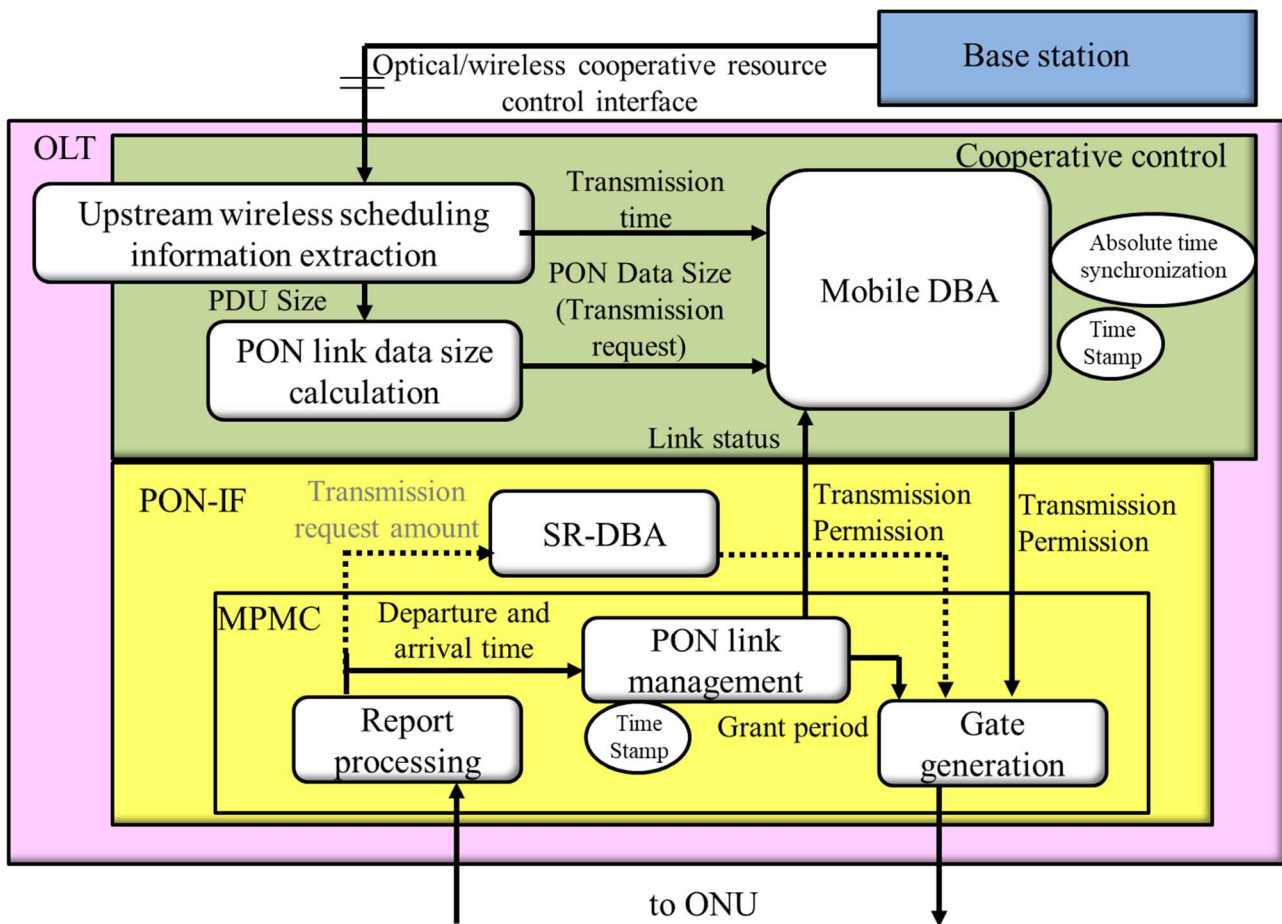 Base station
Optical/wireless cooperative resource
control interface
OLT
Cooperative control
Upstream wireless scheduling
information extraction
Transmission
time
Mobile DBA
Absolute time
synchronization
PDU Size
PON Data Size
(Transmission
request)
Time
Stamp
PON link data size
calculation
Link status
PON-IF
Transmission
request amount
SR-DBA
Transmission
Permission
Transmission
Permission
MPMC
Departure and
arrival time
PON link
management
Report
processing
Time
Stamp
Grant period
Gate
generation
to ONU